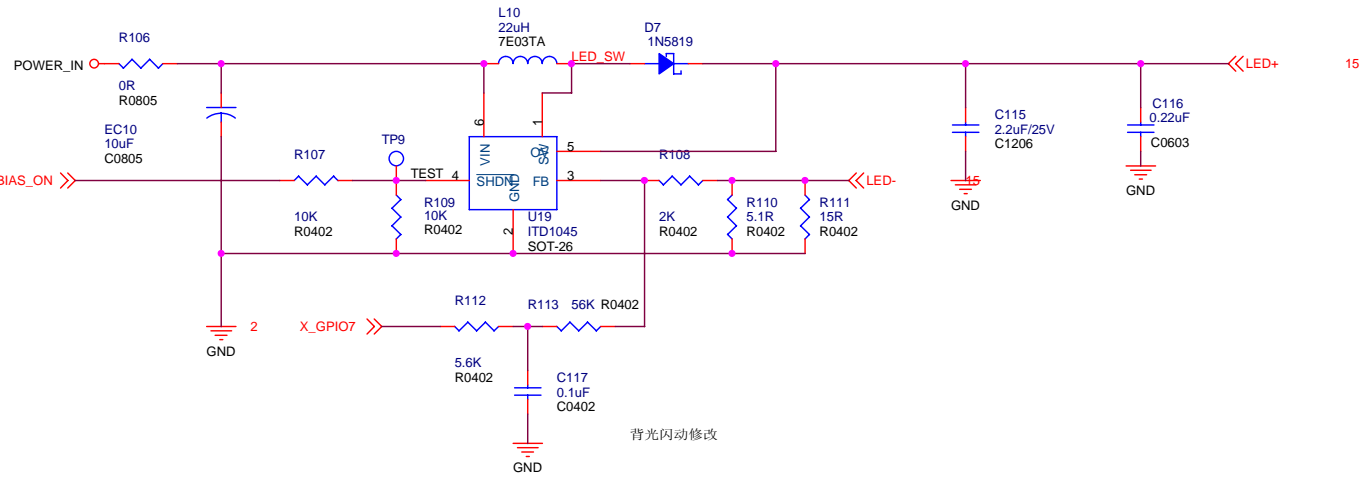 L10
22uH
7E03TA
D7
1N5819
R106
POWER_IN
0R
R0805
LED_SW
LED+
15
EC10
10uF
C0805
C115
2.2uF/25V
C1206
C116
0.22uF
C0603
GND
GND
TP9
6
1
VIN
SW
5
R107
BIAS_ON
TEST
4
SHDN
GND
FB
3
R108
LED-
15
10K
R0402
R109
10K
R0402
2
U19
ITD1045
SOT-26
2K
R0402
R110
5.1R
R0402
R111
15R
R0402
R112
R113
56K
R0402
2
X_GPIO7
GND
5.6K
R0402
C117
0.1uF
C0402
背光闪动修改
GND